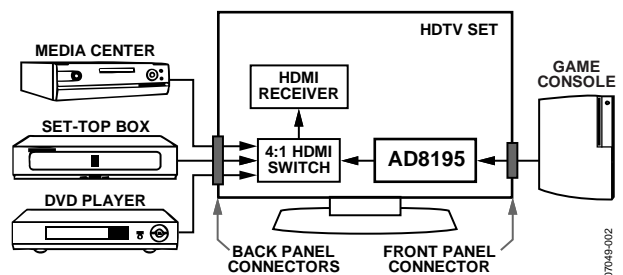 HDTV SET
MEDIA CENTER
HDMI
RECEIVER
GAME
CONSOLE
SET-TOP BOX
4:1 HDMI
SWITCH
AD8195
DVD PLAYER
BACK PANEL
CONNECTORS
FRONT PANEL
CONNECTOR
07049-002